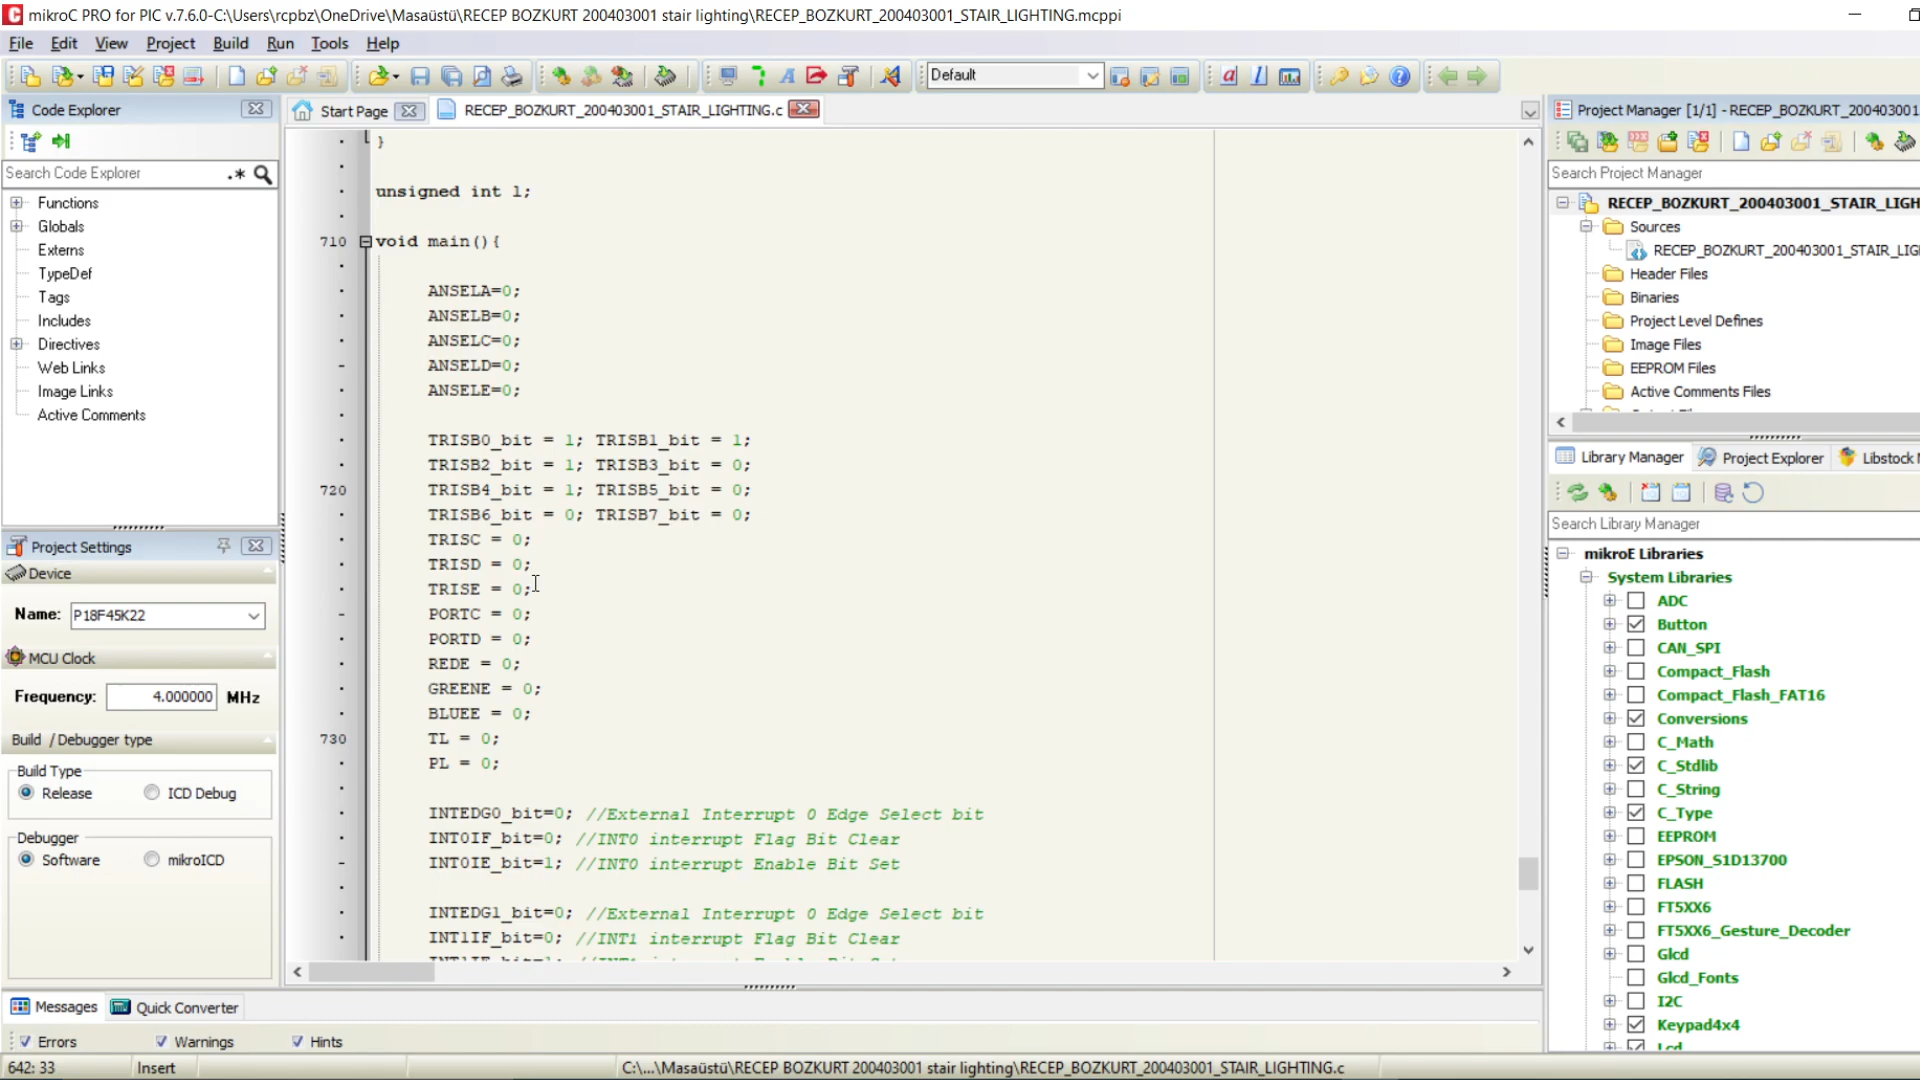 mikroC PRO for PIC v.7.6.0-C:\Users\rcpbz\OneDrive\Masaüstü\RECEP BOZKURT 200403001 stair lighting\RECEP_BOZKURT_200403001_STAIR_LIGHTING.mcppi
File Edit View Project Build Run Tools Help
Default
Code Explorer
Search Code Explorer
Functions
Globals
Externs
TypeDef
Tags
Includes
Directives
Web Links
Image Links
Active Comments
Project Settings
Device
Name: P18F45K22
MCU Clock
Frequency: 4.000000 MHz
Build / Debugger type
Build Type
Release ICD Debug
Debugger
Software mikroICD
Start Page RECEP_BOZKURT_200403001_STAIR_LIGHTING.c
}
unsigned int l;
710 void main(){
ANSELA=0;
ANSELB=0;
ANSELC=0;
ANSELD=0;
ANSELE=0;
TRISB0_bit = 1; TRISB1_bit = 1;
TRISB2_bit = 1; TRISB3_bit = 0;
720 TRISB4_bit = 1; TRISB5_bit = 0;
TRISB6_bit = 0; TRISB7_bit = 0;
TRISC = 0;
TRISD = 0;
TRISE = 0;
PORTC = 0;
PORTD = 0;
REDE = 0;
GREENE = 0;
BLUEE = 0;
730 TL = 0;
PL = 0;
INTEDG0_bit=0; //External Interrupt 0 Edge Select bit
INT0IF_bit=0; //INT0 interrupt Flag Bit Clear
INT0IE_bit=1; //INT0 interrupt Enable Bit Set
INTEDG1_bit=0; //External Interrupt 0 Edge Select bit
INT1IF_bit=0; //INT1 interrupt Flag Bit Clear
Project Manager [1/1] - RECEP_BOZKURT_200403001
Search Project Manager
RECEP_BOZKURT_200403001_STAIR_LIGH
Sources
RECEP_BOZKURT_200403001_STAIR_LIG
Header Files
Binaries
Project Level Defines
Image Files
EEPROM Files
Active Comments Files
Library Manager Project Explorer Libstock
Search Library Manager
mikroE Libraries
System Libraries
ADC
Button
CAN_SPI
Compact_Flash
Compact_Flash_FAT16
Conversions
C_Math
C_Stdlib
C_String
C_Type
EEPROM
EPSON_S1D13700
FLASH
FT5XX6
FT5XX6_Gesture_Decoder
Glcd
Glcd_Fonts
I2C
Keypad4x4
Lcd
Messages Quick Converter
Errors Warnings Hints
642: 33 Insert C:\...\Masaüstü\RECEP BOZKURT 200403001 stair lighting\RECEP_BOZKURT_200403001_STAIR_LIGHTING.c